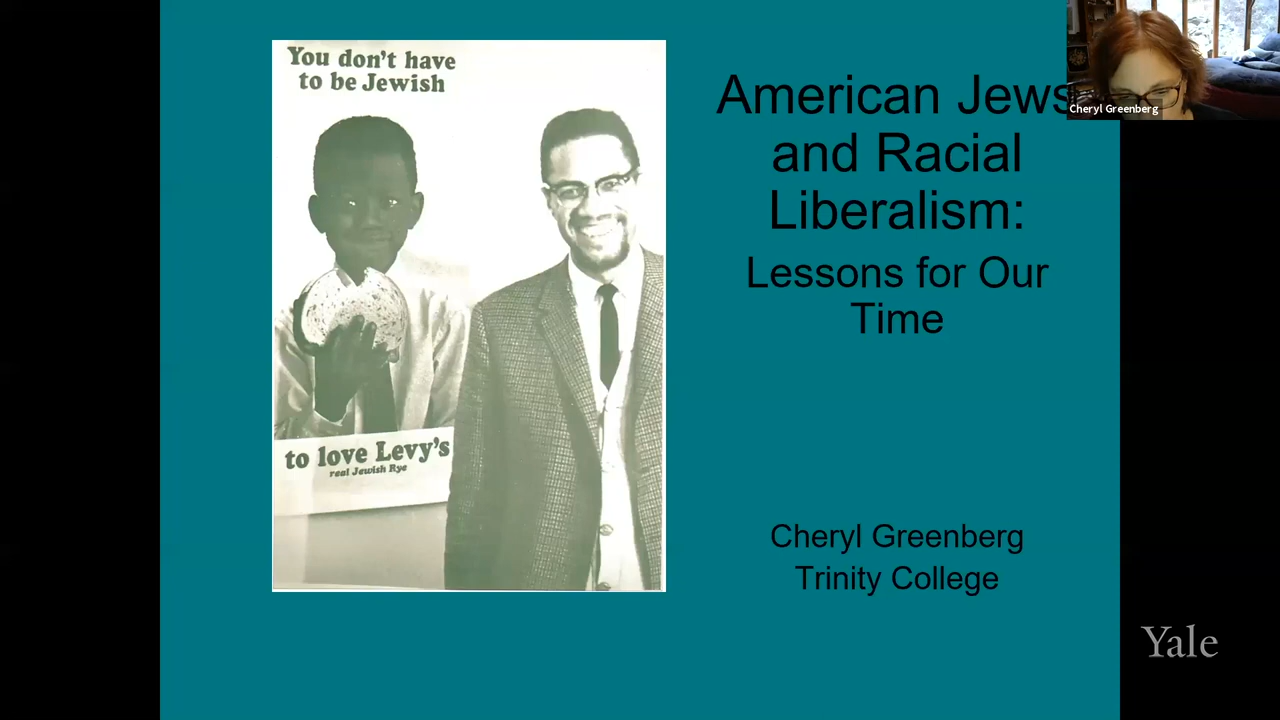 You don't have
to be Jewish
to love Levy's
real Jewish Rye
American Jews
and Racial
Liberalism:
Lessons for Our
Time
Cheryl Greenberg
Trinity College
Cheryl Greenberg
Yale